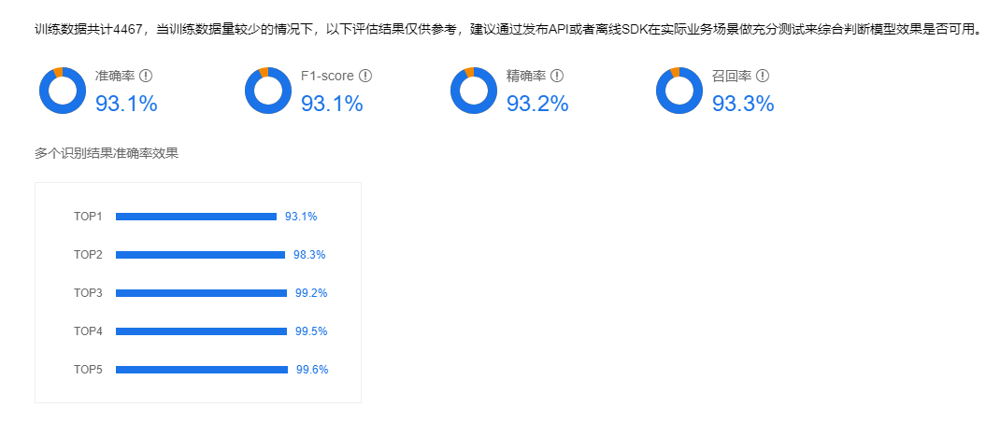 训练数据共计4467，当训练数据量较少的情况下，以下评估结果仅供参考，建议通过发布API或者离线SDK在实际业务场景做充分测试来综合判断模型效果是否可用。
准确率 F1-score 精确率 召回率
93.1% 93.1% 93.2% 93.3%
多个识别结果准确率效果
TOP1 93.1%
TOP2 98.3%
TOP3 99.2%
TOP4 99.5%
TOP5 99.6%